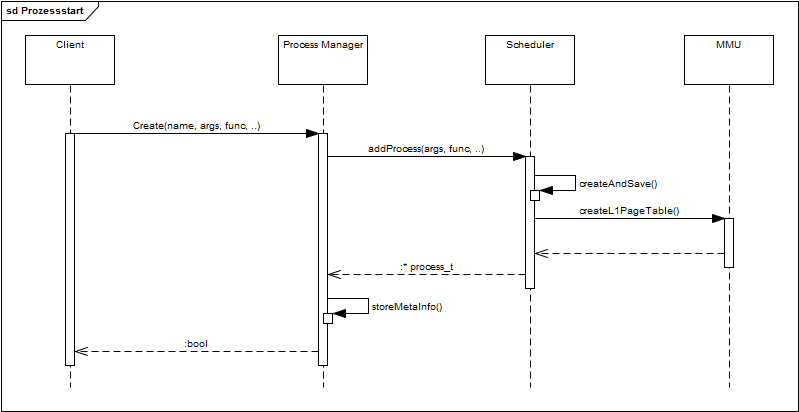 sd Prozessstart
Client
Process Manager
Scheduler
MMU
Create(name, args, func, ..)
addProcess(args, func, ..)
createAndSave()
createL1PageTable()
:* process_t
storeMetaInfo()
:bool